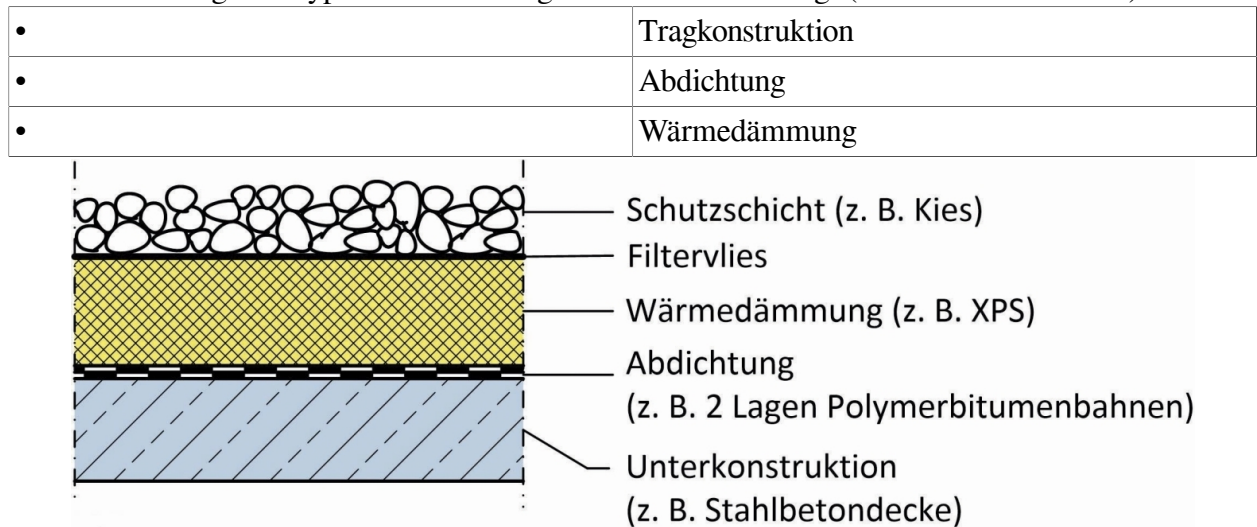 • Tragkonstruktion
• Abdichtung
• Wärmedämmung
Schutzschicht (z. B. Kies)
Filtervlies
Wärmedämmung (z. B. XPS)
Abdichtung
(z. B. 2 Lagen Polymerbitumenbahnen)
Unterkonstruktion
(z. B. Stahlbetondecke)